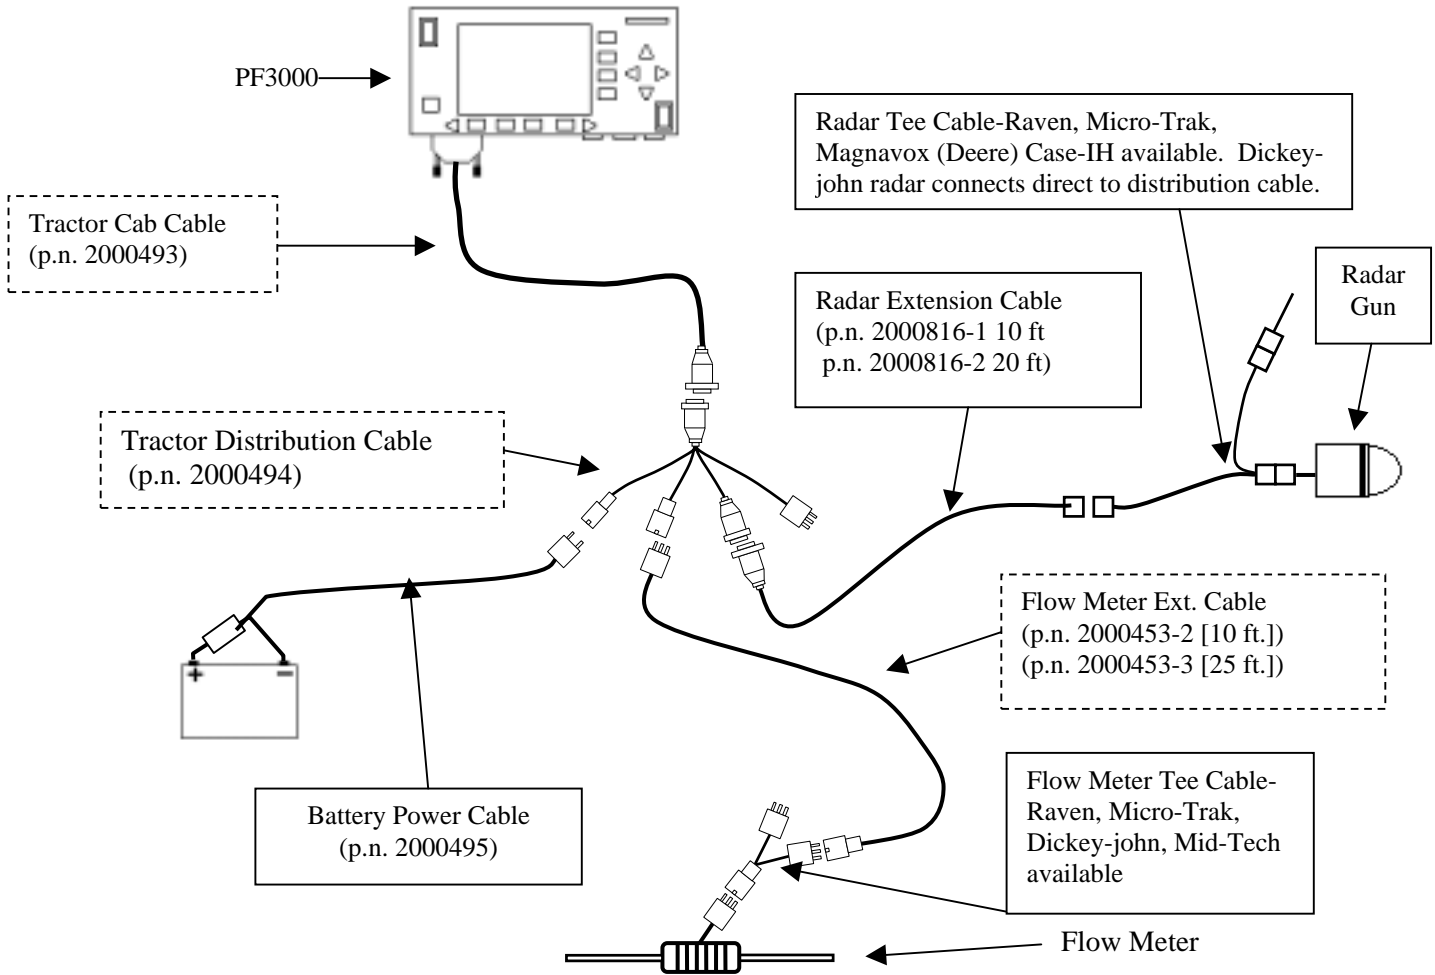 PF3000
Radar Tee Cable-Raven, Micro-Trak,
Magnavox (Deere) Case-IH available.  Dickey-
john radar connects direct to distribution cable.
Tractor Cab Cable
(p.n. 2000493)
Radar Extension Cable
(p.n. 2000816-1 10 ft
p.n. 2000816-2 20 ft)
Radar
Gun
Tractor Distribution Cable
(p.n. 2000494)
Flow Meter Ext. Cable
(p.n. 2000453-2 [10 ft.])
(p.n. 2000453-3 [25 ft.])
+ −
Battery Power Cable
(p.n. 2000495)
Flow Meter Tee Cable-
Raven, Micro-Trak,
Dickey-john, Mid-Tech
available
Flow Meter